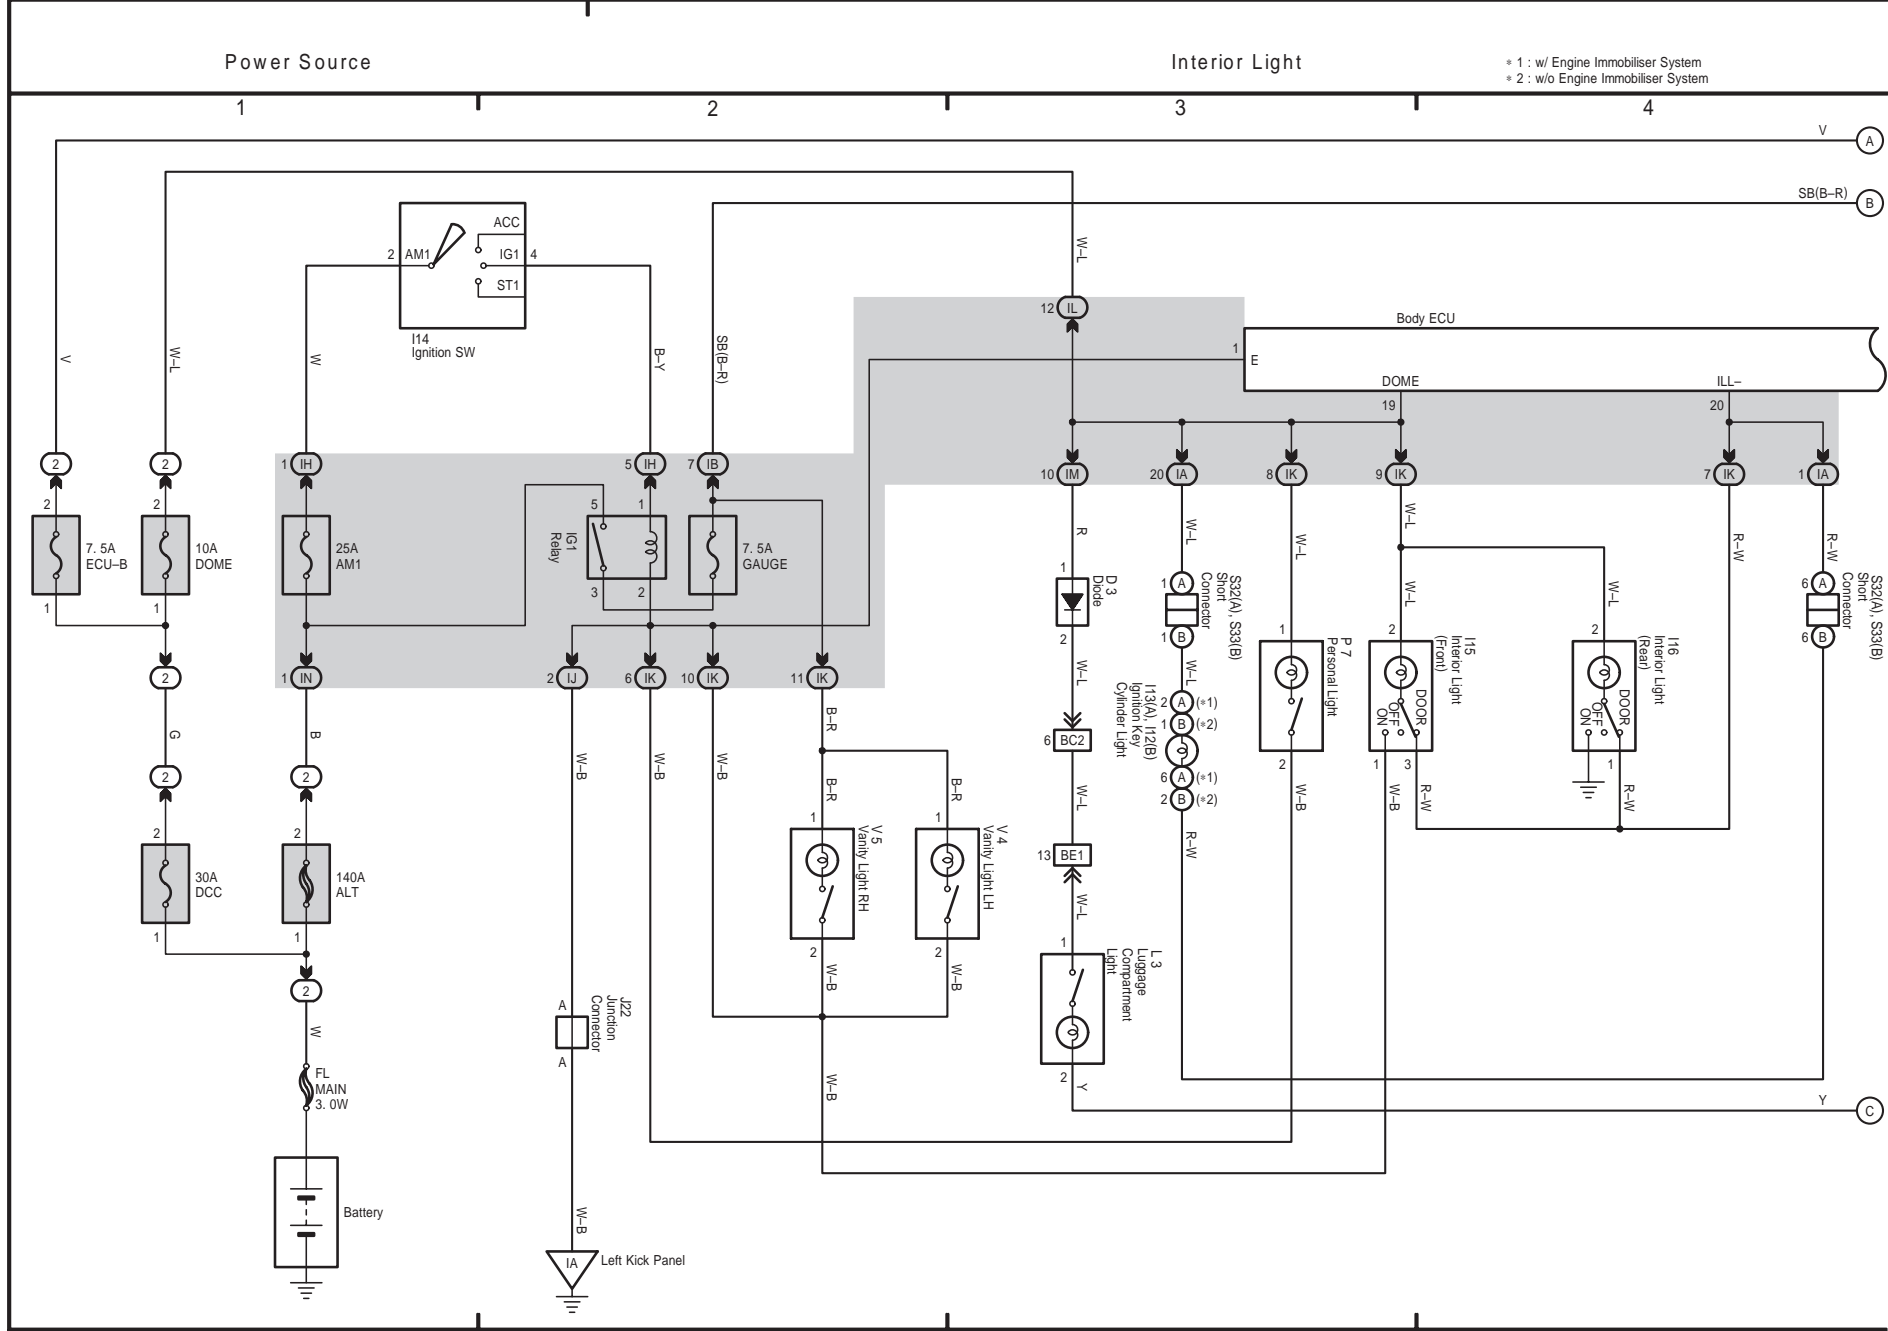 Power Source
Interior Light
∗ 1 : w/ Engine Immobiliser System
∗ 2 : w/o Engine Immobiliser System
1
2
3
4
V
A
SB(B–R)
B
ACC
2
AM1
IG1
4
ST1
I14
Ignition SW
W–L
12
IL
Body ECU
1
E
DOME
ILL–
19
20
V
W–L
W
B–Y
SB(B–R)
2
2
1
IH
5
IH
7
IB
10
IM
20
IA
8
IK
9
IK
7
IK
1
IA
2
7. 5A
ECU–B
1
2
10A
DOME
1
25A
AM1
5
1
IG1
Relay
3
2
7. 5A
GAUGE
2
1
IN
2
IJ
6
IK
10
IK
11
IK
R
1
D 3
Diode
2
W–L
W–L
1
A
S32(A), S33(B)
Short
Connector
1
B
W–L
W–L
1
P 7
Personal Light
2
W–B
W–L
W–L
2
I15
Interior Light
(Front)
DOOR
OFF
ON
1
3
W–B
R–W
W–L
2
I16
Interior Light
(Rear)
DOOR
OFF
ON
1
R–W
R–W
R–W
6
A
S32(A), S33(B)
Short
Connector
6
B
2
A
(∗1)
1
B
(∗2)
I13(A), I12(B)
Ignition Key
Cylinder Light
6
A
(∗1)
2
B
(∗2)
R–W
6
BC2
W–L
13
BE1
W–L
1
L 3
Luggage
Compartment
Light
2
Y
Y
C
G
B
2
2
2
30A
DCC
1
2
140A
ALT
1
2
W
FL
MAIN
3. 0W
Battery
W–B
W–B
W–B
B–R
B–R
B–R
1
V 5
Vanity Light RH
2
W–B
1
V 4
Vanity Light LH
2
W–B
W–B
A
J22
Junction
Connector
A
W–B
IA
Left Kick Panel